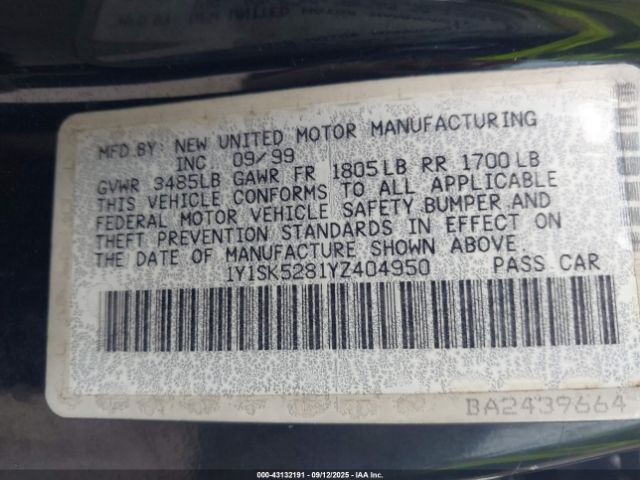 MFD BY: NEW UNITED MOTOR MANUFACTURING
INC. 09/99
GVWR 3485LB GAWR FR 1805LB RR 1700LB
THIS VEHICLE CONFORMS TO ALL APPLICABLE
FEDERAL MOTOR VEHICLE SAFETY BUMPER AND
THEFT PREVENTION STANDARDS IN EFFECT ON
THE DATE OF MANUFACTURE SHOWN ABOVE.
1Y1SK5281YZ404950 PASS CAR
BA2439664
000-43132191 - 09/12/2025 - IAA Inc.